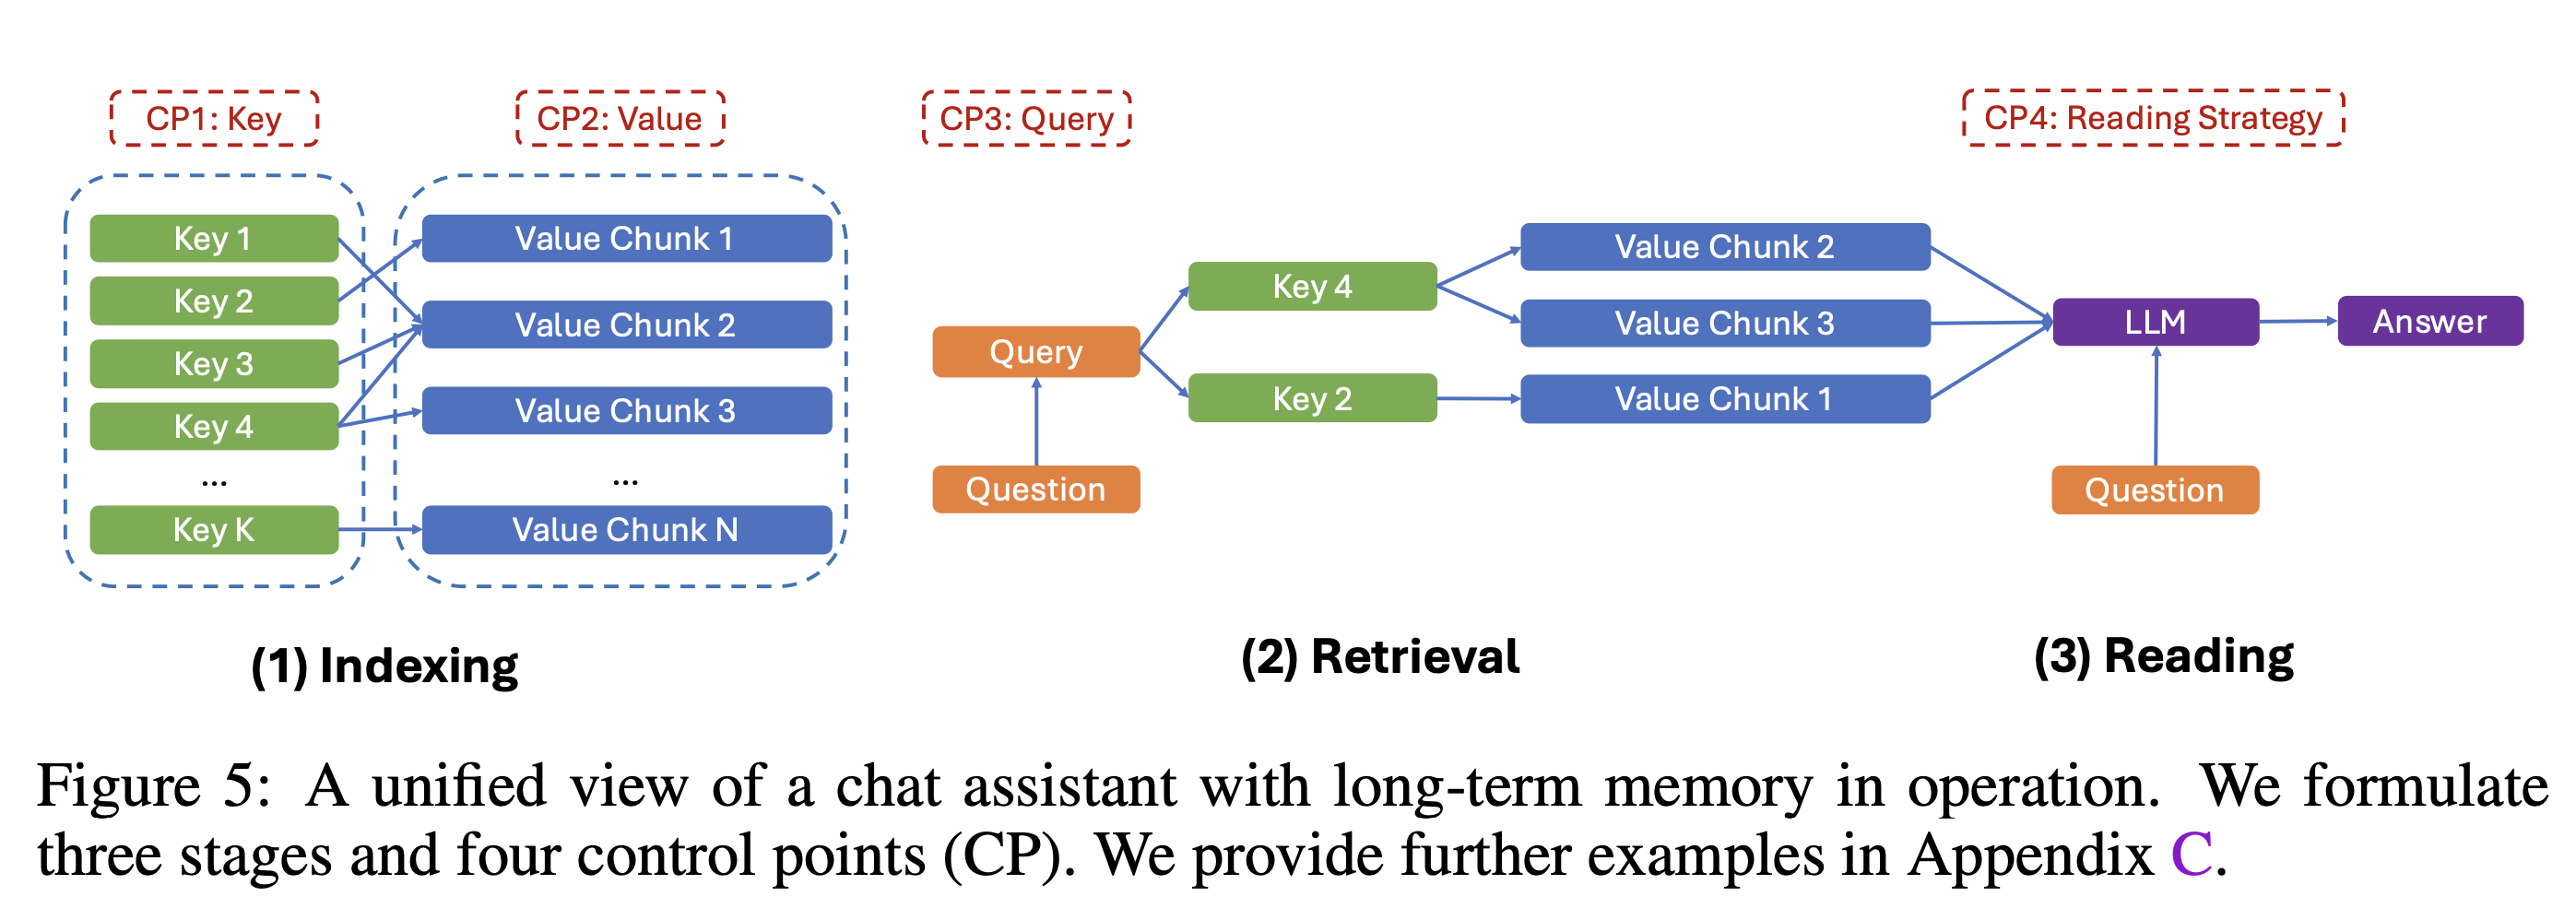 CP1: Key
CP2: Value
CP3: Query
CP4: Reading Strategy
Key 1
Key 2
Key 3
Key 4
...
Key K
Value Chunk 1
Value Chunk 2
Value Chunk 3
...
Value Chunk N
(1) Indexing
Query
Question
Key 4
Key 2
Value Chunk 2
Value Chunk 3
Value Chunk 1
(2) Retrieval
LLM
Answer
Question
(3) Reading
Figure 5: A unified view of a chat assistant with long-term memory in operation. We formulate
three stages and four control points (CP). We provide further examples in Appendix C.